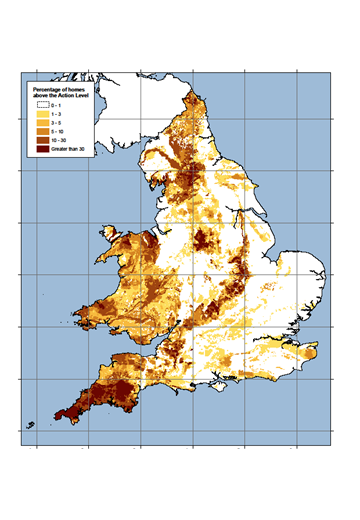 Percentage of homes
above the Action Level
0 - 1
1 - 3
3 - 5
5 - 10
10 - 30
Greater than 30